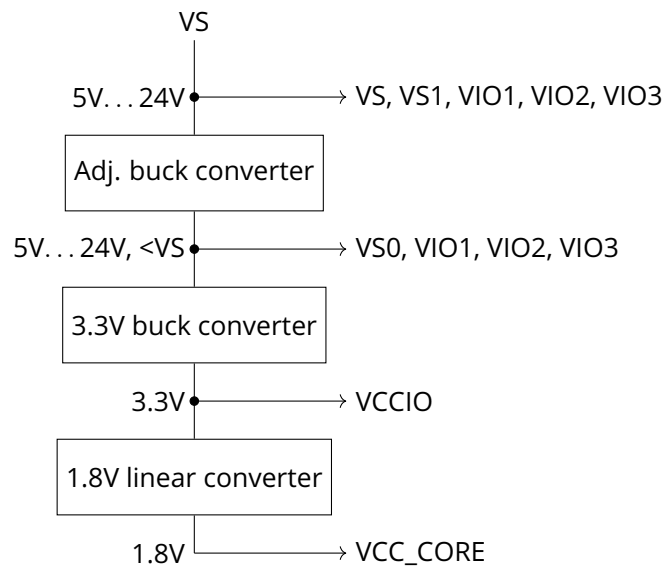 VS
5V...24V VS, VS1, VIO1, VIO2, VIO3
Adj. buck converter
5V...24V, <VS VS0, VIO1, VIO2, VIO3
3.3V buck converter
3.3V VCCIO
1.8V linear converter
1.8V VCC_CORE